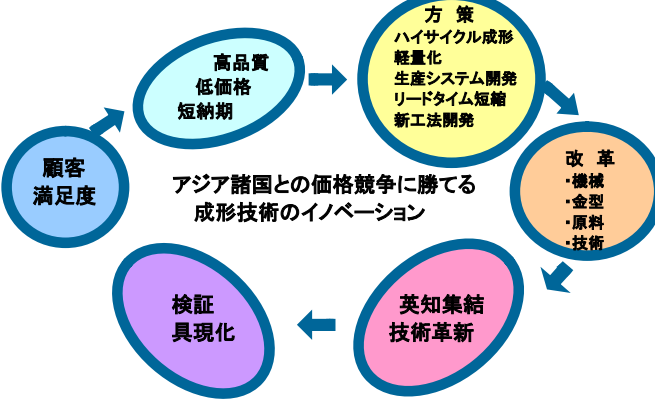 顧客
満足度
高品質
低価格
短納期
方 策
ハイサイクル成形
軽量化
生産システム開発
リードタイム短縮
新工法開発
改 革
・機械
・金型
・原料
・技術
アジア諸国との価格競争に勝てる
成形技術のイノベーション
英知集結
技術革新
検証
具現化